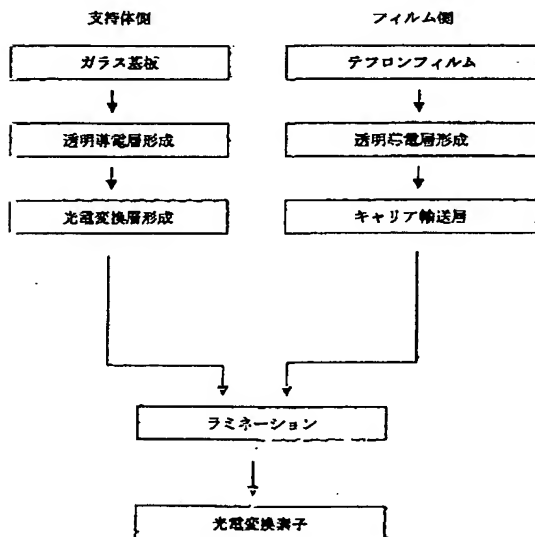 支持体側
フィルム側
ガラス基板
テフロンフィルム
透明導電層形成
透明導電層形成
光電変換層形成
キャリア輸送層
ラミネーション
光電変換素子